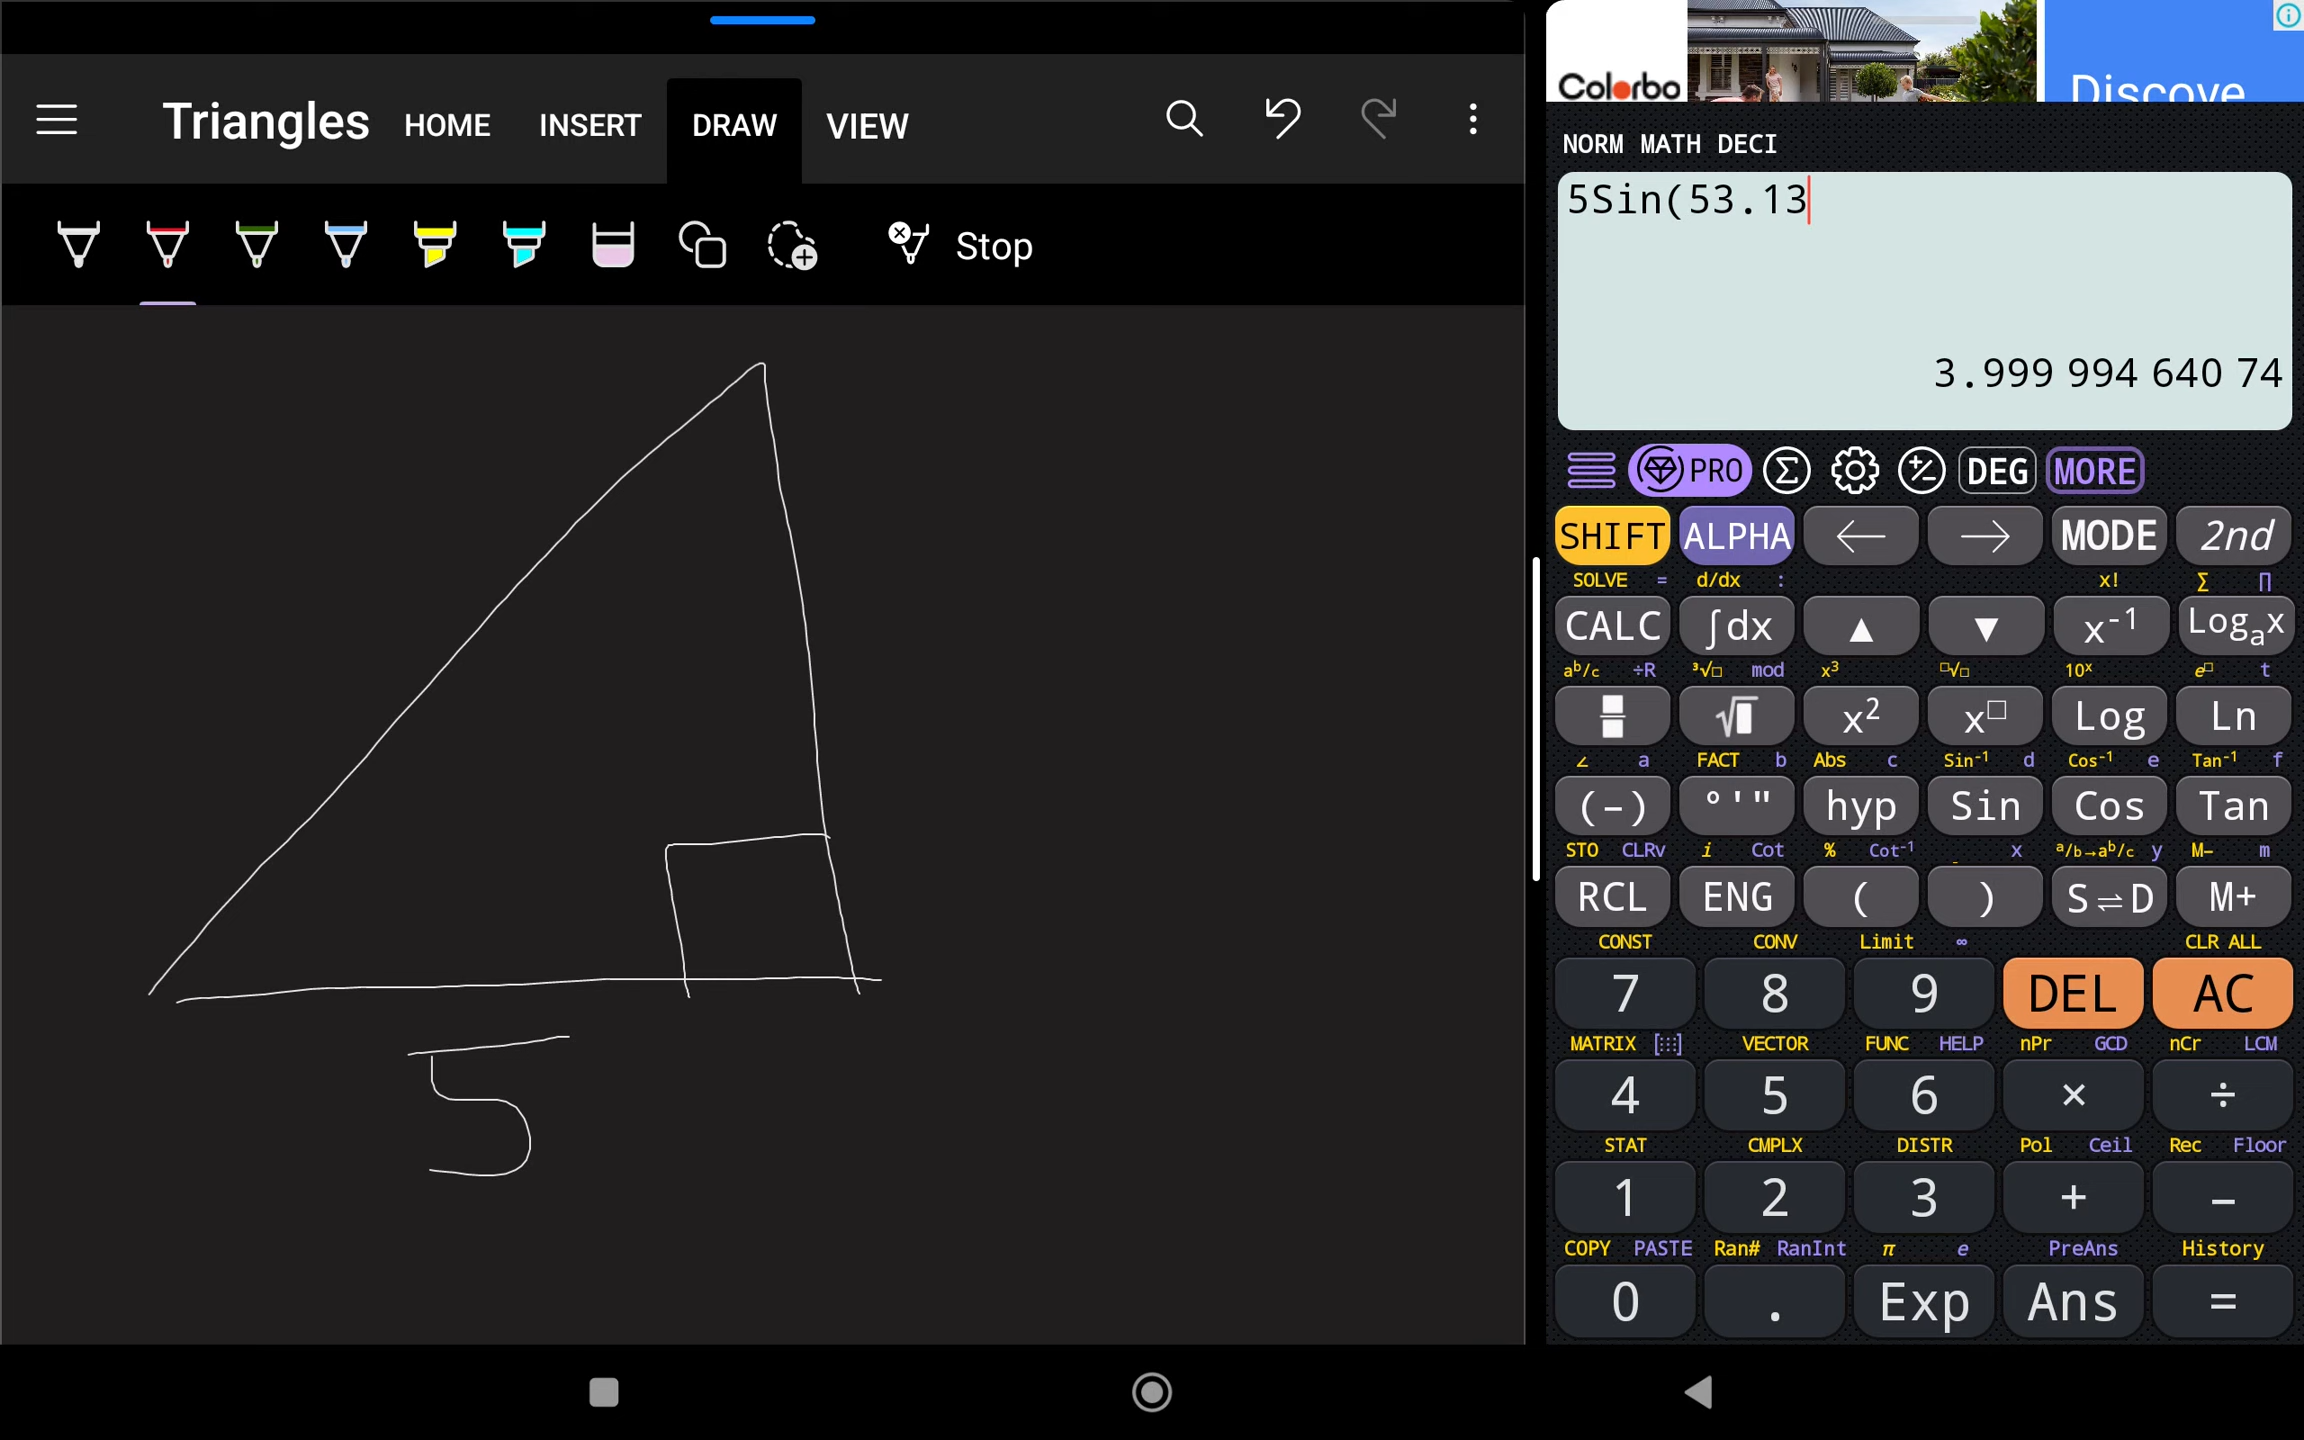 Colorbo
Discove
Triangles HOME INSERT DRAW VIEW
NORM MATH DECI
5Sin(53.13
Stop
3.999 994 640 74
PRO DEG MORE
SHIFT ALPHA ← → MODE 2nd
SOLVE = d/dx : x! ∑ ∏
CALC ∫dx ▲ ▼ x⁻¹ Logₐx
aᵇ/c ÷R ³√□ mod x³ □√□ 10ˣ e□ t
√ x² x□ Log Ln
∠ a FACT b Abs c Sin⁻¹ d Cos⁻¹ e Tan⁻¹ f
(−) °'" hyp Sin Cos Tan
STO CLRv i Cot % Cot⁻¹ x a/b→aᵇ/c y M− m
RCL ENG ( ) S⇌D M+
CONST CONV Limit ∞ CLR ALL
7 8 9 DEL AC
MATRIX VECTOR FUNC HELP nPr GCD nCr LCM
4 5 6 × ÷
STAT CMPLX DISTR Pol Ceil Rec Floor
1 2 3 + −
COPY PASTE Ran# RanInt π e PreAns History
0 . Exp Ans =
5